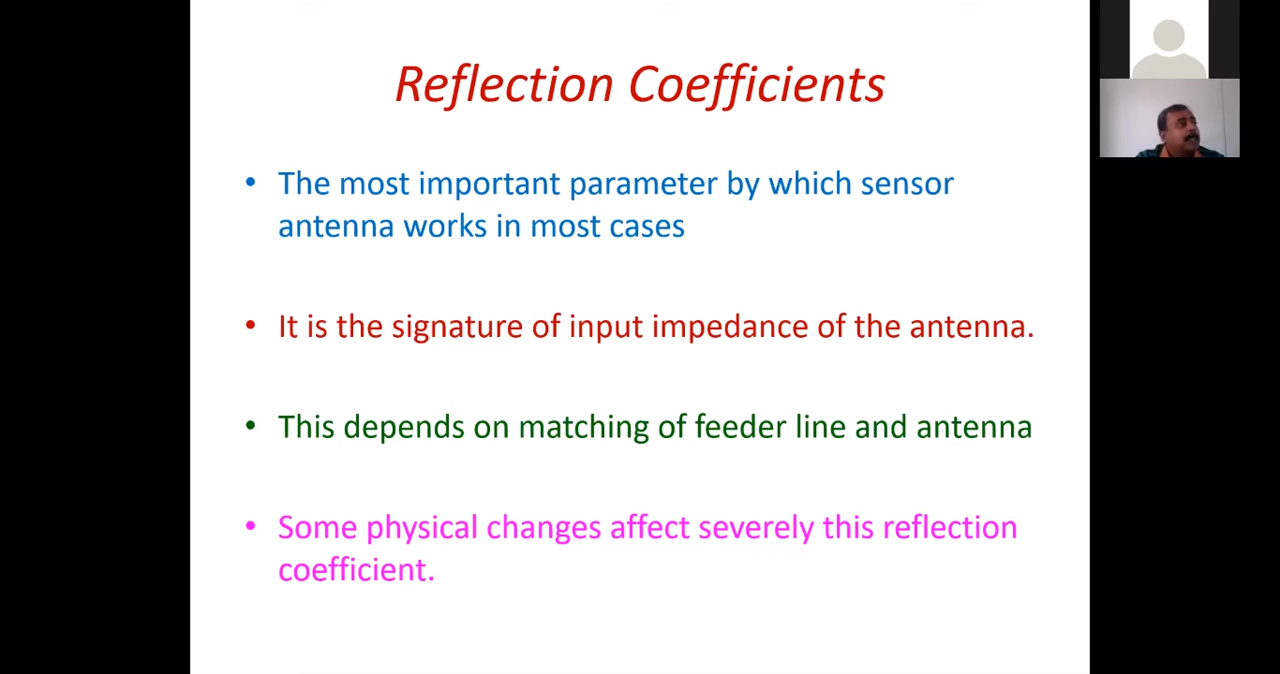 Reflection Coefficients
• The most important parameter by which sensor
antenna works in most cases
• It is the signature of input impedance of the antenna.
• This depends on matching of feeder line and antenna
• Some physical changes affect severely this reflection
coefficient.